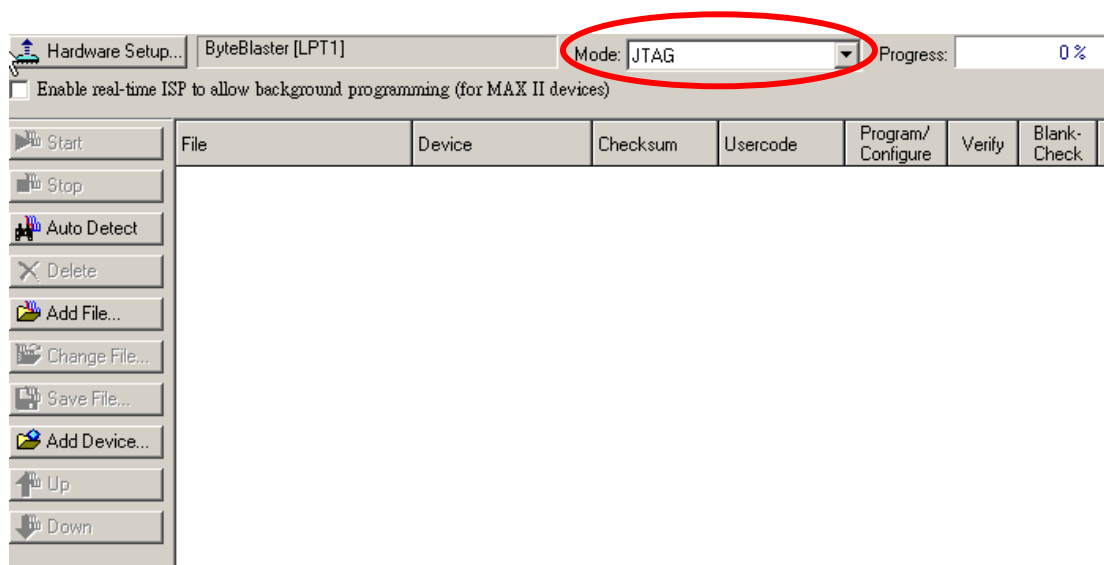 Hardware Setup... ByteBlaster [LPT1] Mode: JTAG Progress: 0 %
Enable real-time ISP to allow background programming (for MAX II devices)
Start
File Device Checksum Usercode Program/ Configure Verify Blank- Check
Stop
Auto Detect
Delete
Add File...
Change File...
Save File...
Add Device...
Up
Down